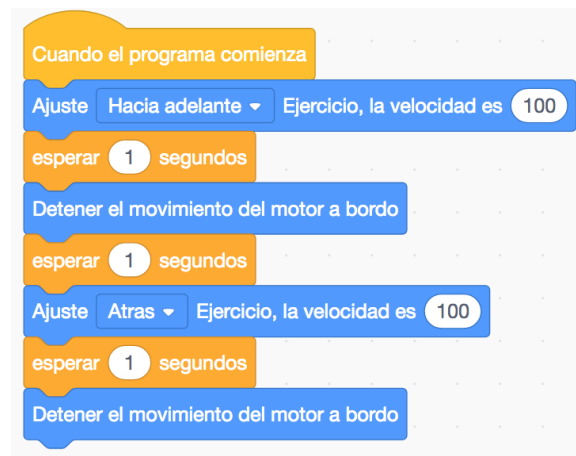 Cuando el programa comienza
Ajuste Hacia adelante Ejercicio, la velocidad es 100
esperar 1 segundos
Detener el movimiento del motor a bordo
esperar 1 segundos
Ajuste Atras Ejercicio, la velocidad es 100
esperar 1 segundos
Detener el movimiento del motor a bordo